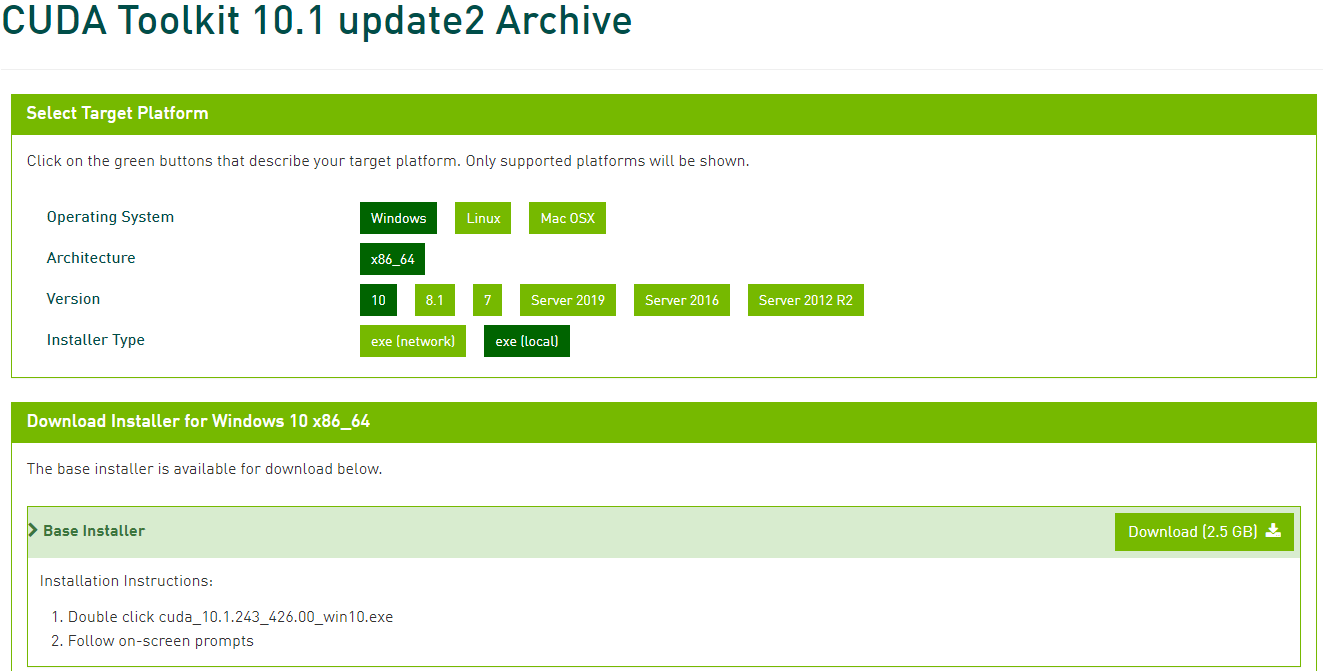 CUDA Toolkit 10.1 update2 Archive
Select Target Platform
Click on the green buttons that describe your target platform. Only supported platforms will be shown.
Operating System Windows Linux Mac OSX
Architecture x86_64
Version 10 8.1 7 Server 2019 Server 2016 Server 2012 R2
Installer Type exe (network) exe (local)
Download Installer for Windows 10 x86_64
The base installer is available for download below.
Base Installer Download (2.5 GB)
Installation Instructions:
1. Double click cuda_10.1.243_426.00_win10.exe
2. Follow on-screen prompts